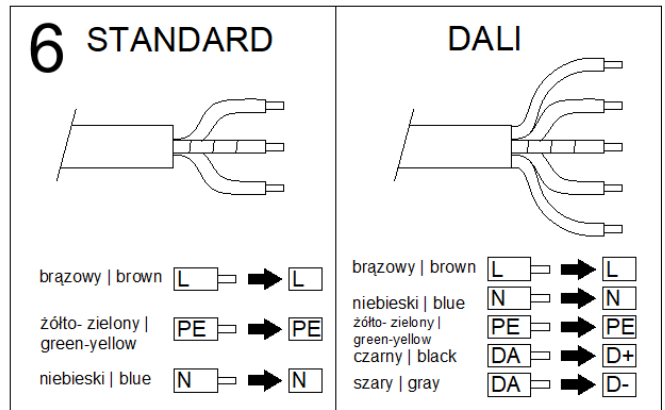 6 STANDARD
brązowy | brown L L
żółto- zielony |
green-yellow PE PE
niebieski | blue N N
DALI
brązowy | brown L L
niebieski | blue N N
żółto- zielony |
green-yellow PE PE
czarny | black DA D+
szary | gray DA D-